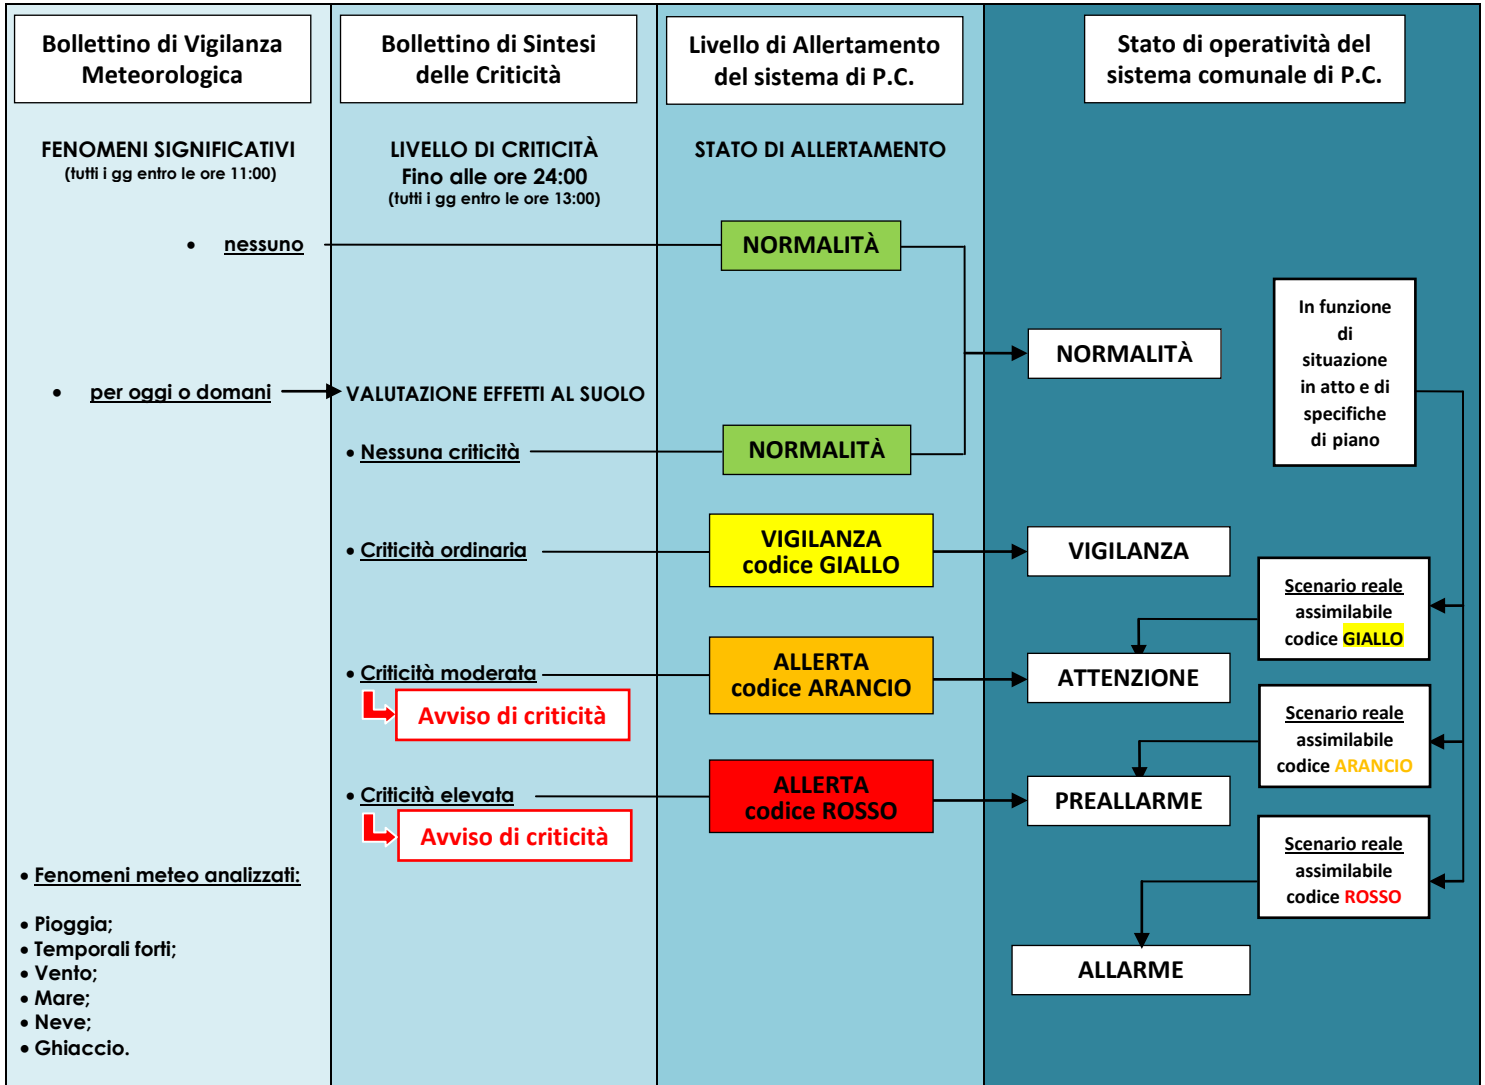 Bollettino di Vigilanza
Meteorologica
FENOMENI SIGNIFICATIVI
(tutti i gg entro le ore 11:00)
• nessuno
• per oggi o domani
• Fenomeni meteo analizzati:
• Pioggia;
• Temporali forti;
• Vento;
• Mare;
• Neve;
• Ghiaccio.
Bollettino di Sintesi
delle Criticità
LIVELLO DI CRITICITÀ
Fino alle ore 24:00
(tutti i gg entro le ore 13:00)
VALUTAZIONE EFFETTI AL SUOLO
• Nessuna criticità
• Criticità ordinaria
• Criticità moderata
Avviso di criticità
• Criticità elevata
Avviso di criticità
Livello di Allertamento
del sistema di P.C.
STATO DI ALLERTAMENTO
NORMALITÀ
NORMALITÀ
VIGILANZA
codice GIALLO
ALLERTA
codice ARANCIO
ALLERTA
codice ROSSO
Stato di operatività del
sistema comunale di P.C.
NORMALITÀ
VIGILANZA
ATTENZIONE
PREALLARME
ALLARME
In funzione
di
situazione
in atto e di
specifiche
di piano
Scenario reale
assimilabile
codice GIALLO
Scenario reale
assimilabile
codice ARANCIO
Scenario reale
assimilabile
codice ROSSO